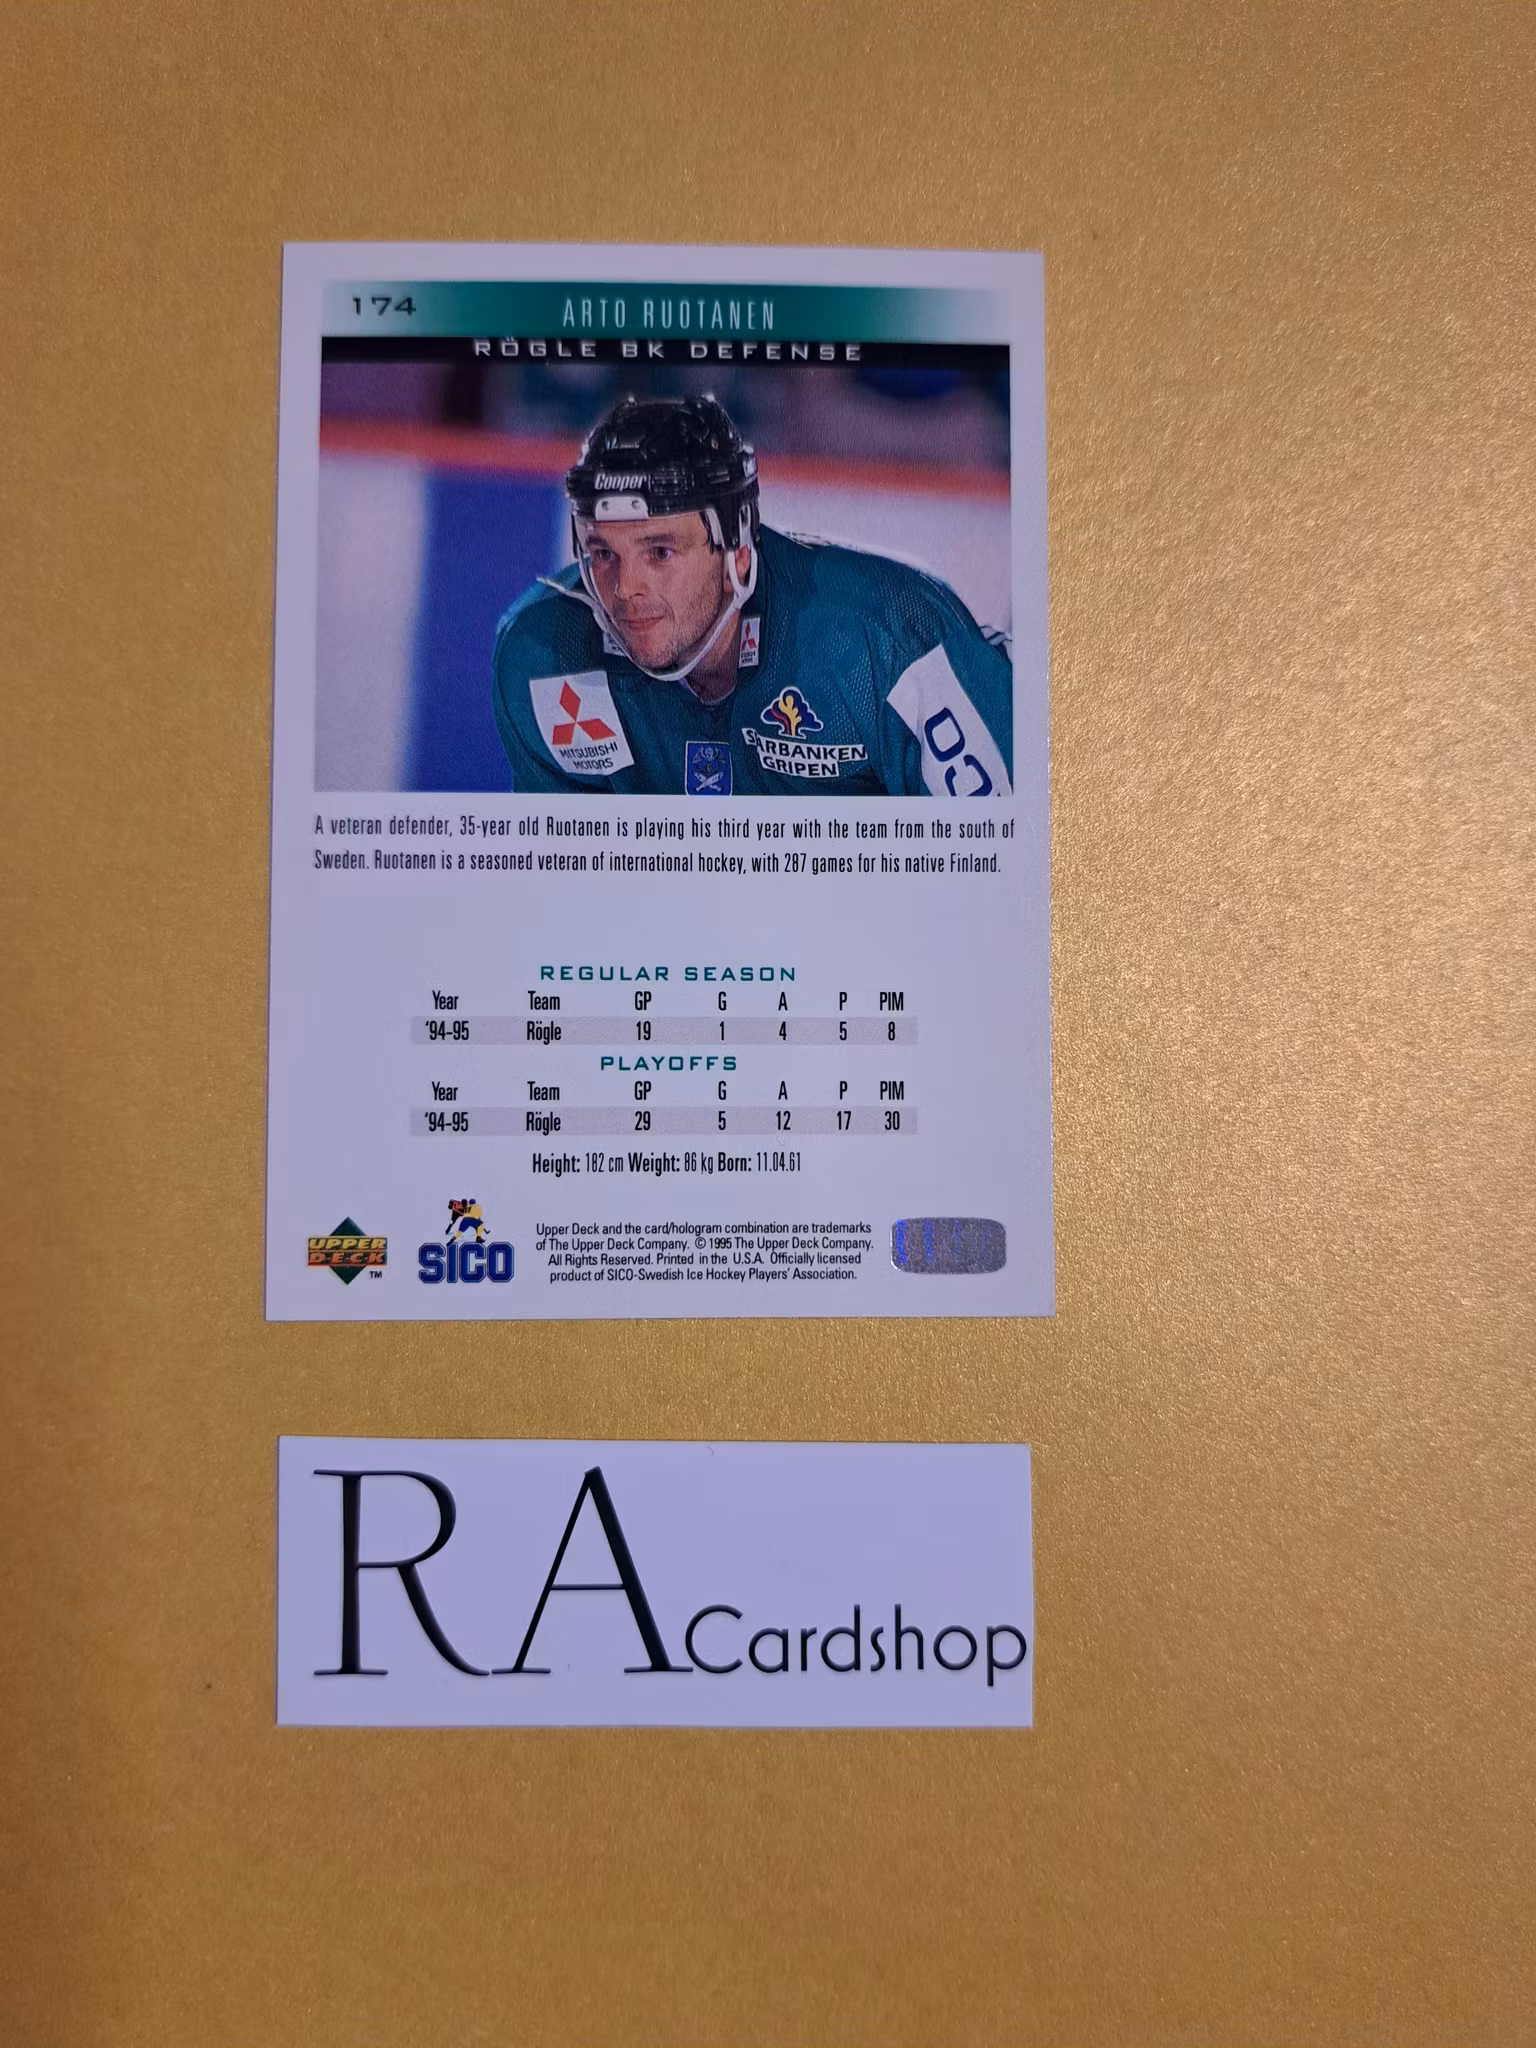 174
ARTO RUOTANEN
RÖGLE BK DEFENSE
Cooper
MITSUBISHI
MOTORS
SPARBANKEN
GRIPEN
A veteran defender, 35-year old Ruotanen is playing his third year with the team from the south of
Sweden. Ruotanen is a seasoned veteran of international hockey, with 287 games for his native Finland.
REGULAR SEASON
Year Team GP G A P PIM
'94-95 Rögle 19 1 4 5 8
PLAYOFFS
Year Team GP G A P PIM
'94-95 Rögle 29 5 12 17 30
Height: 182 cm Weight: 86 kg Born: 11.04.61
UPPER
DECK
TM
SICO
Upper Deck and the card/hologram combination are trademarks
of The Upper Deck Company. © 1995 The Upper Deck Company.
All Rights Reserved. Printed in the U.S.A. Officially licensed
product of SICO-Swedish Ice Hockey Players' Association.
RA Cardshop